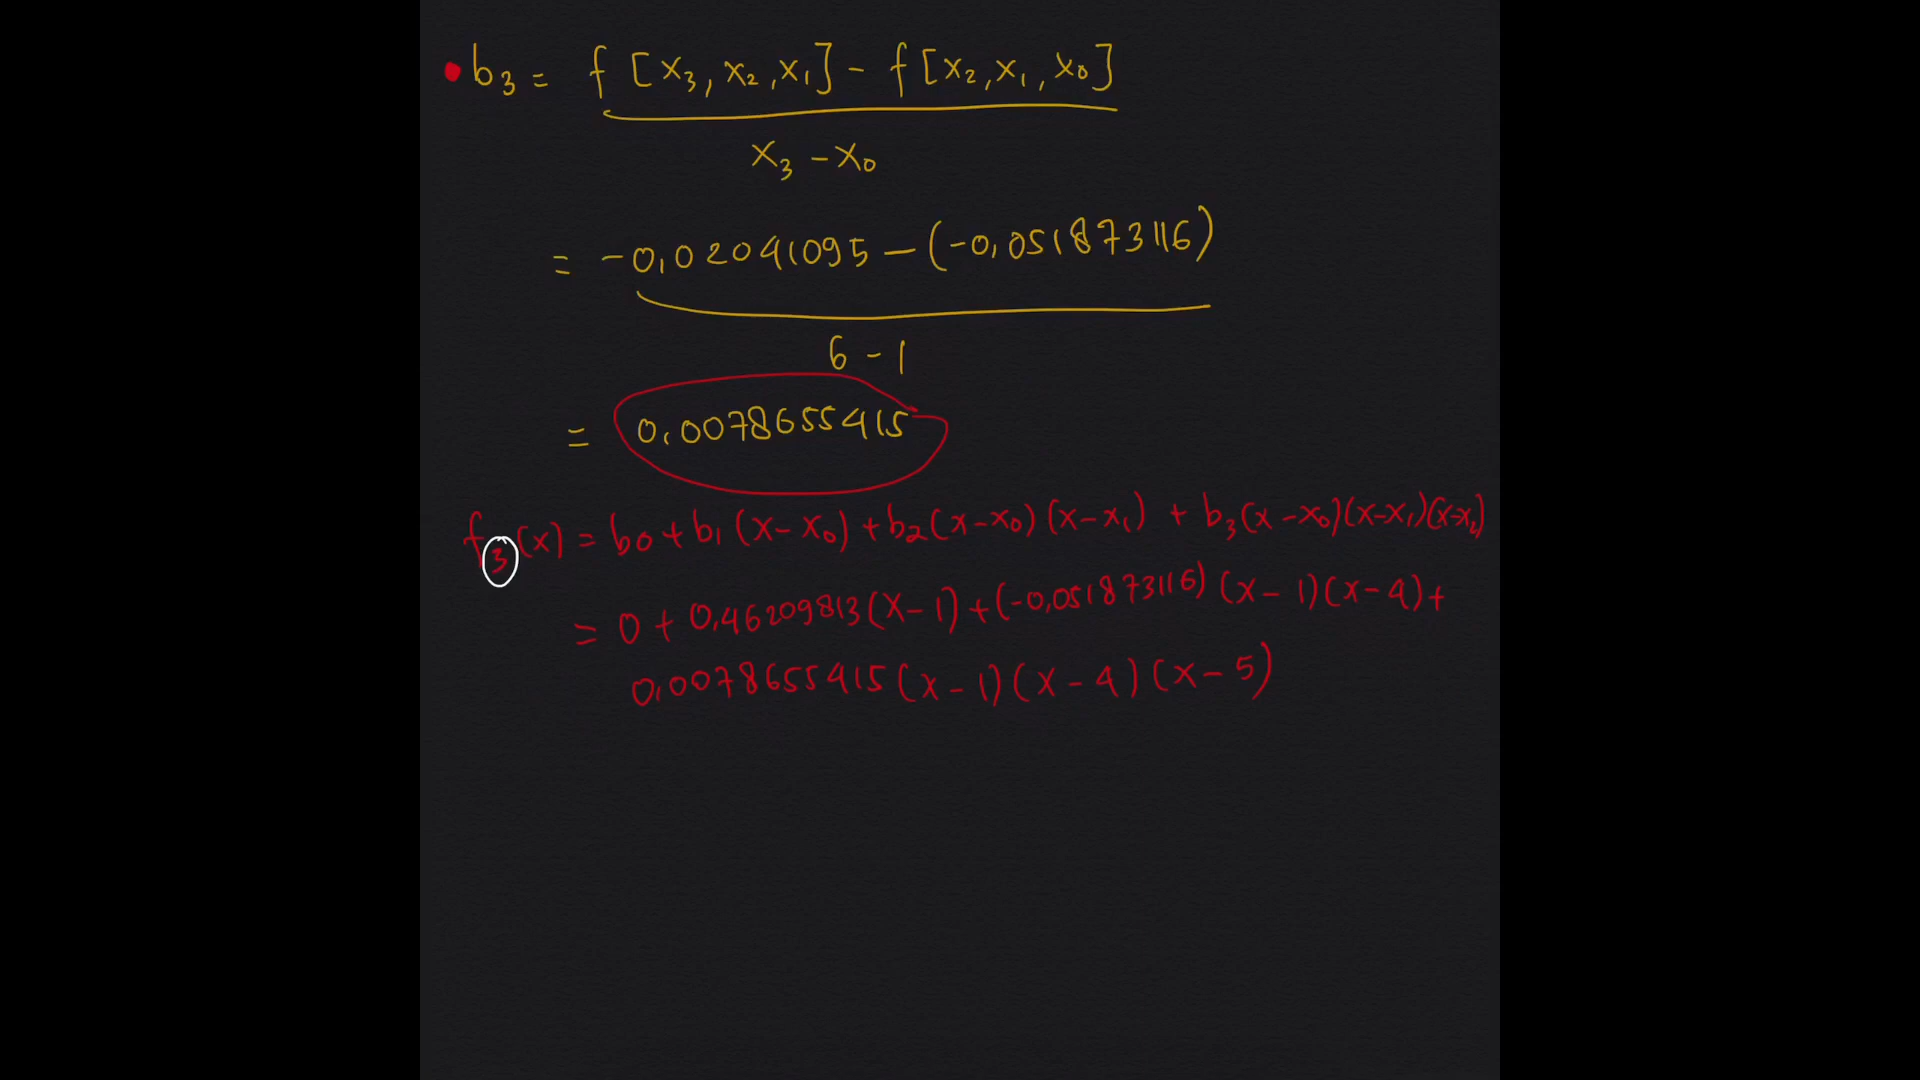 • b₃ = f[x₃, x₂, x₁] - f[x₂, x₁, x₀]
x₃ - x₀
= -0,02041095 - (-0,051873116)
6 - 1
= 0,0078655415
f₃(x) = b₀ + b₁(x-x₀) + b₂(x-x₀)(x-x₁) + b₃(x-x₀)(x-x₁)(x-x₂)
= 0 + 0,46209813(x-1) + (-0,051873116)(x-1)(x-4) +
0,0078655415(x-1)(x-4)(x-5)